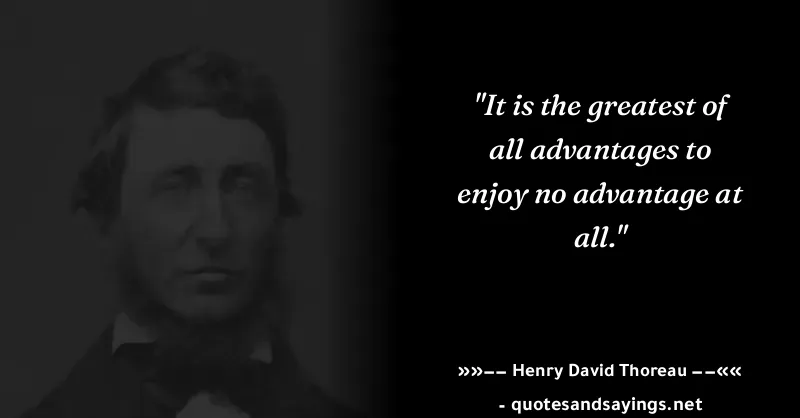 "It is the greatest of
all advantages to
enjoy no advantage at
all."
»»−− Henry David Thoreau −−««
- quotesandsayings.net